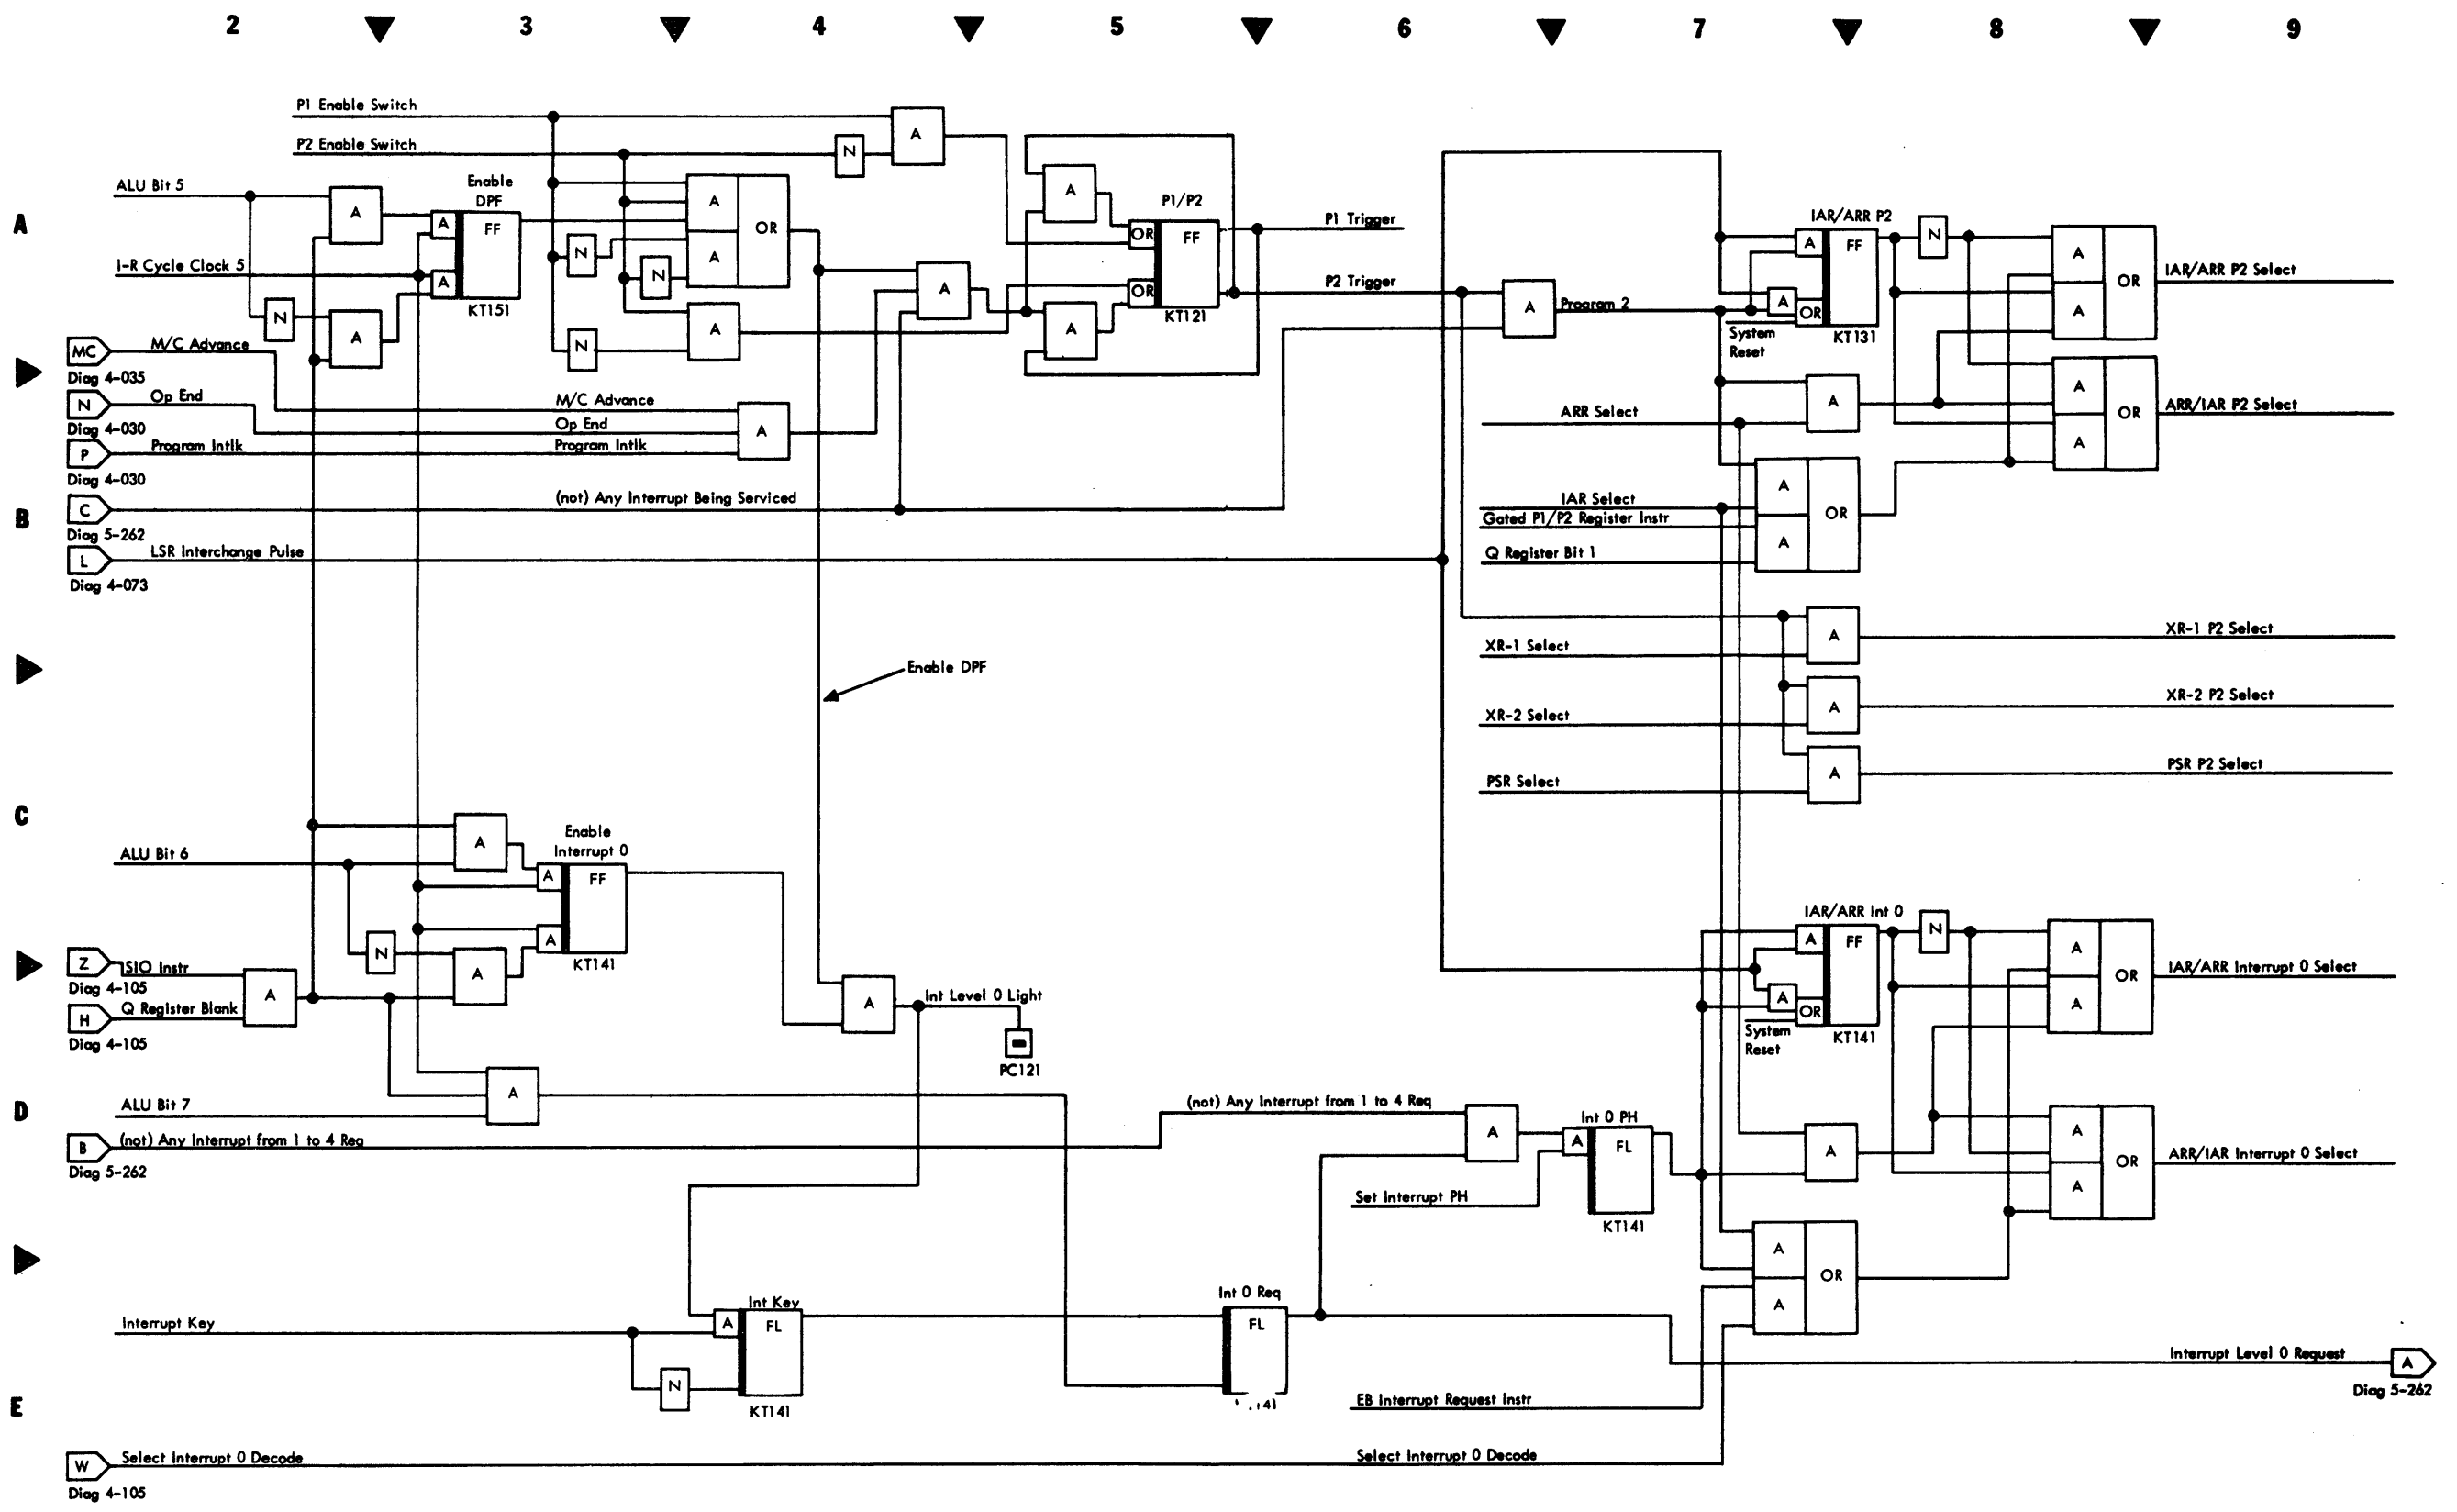 2 3 4 5 6 7 8 9
P1 Enable Switch
A
P2 Enable Switch
N
ALU Bit 5
Enable
DPF
A
A
FF
A
OR
A
P1/P2
OR
FF
P1 Trigger
IAR/ARR P2
A
FF
N
A
OR
IAR/ARR P2 Select
A
N
A
I-R Cycle Clock 5
A
N
KT151
A
OR
P2 Trigger
KT121
A
Program 2
A
OR
System
Reset
KT131
A
N
A
N
A
A
MC
M/C Advance
Diag 4-035
N
Op End
Diag 4-030
P
Program Intlk
Diag 4-030
M/C Advance
Op End
Program Intlk
A
ARR Select
A
A
OR
ARR/IAR P2 Select
A
B
C
(not) Any Interrupt Being Serviced
Diag 5-262
IAR Select
Gated P1/P2 Register Instr
Q Register Bit 1
A
OR
A
L
LSR Interchange Pulse
Diag 4-073
XR-1 Select
A
XR-1 P2 Select
Enable DPF
XR-2 Select
A
XR-2 P2 Select
PSR Select
A
PSR P2 Select
C
ALU Bit 6
A
Enable
Interrupt 0
A
FF
A
KT141
N
A
Z
SIO Instr
Diag 4-105
H
Q Register Blank
Diag 4-105
A
A
Int Level 0 Light
PC121
IAR/ARR Int 0
A
FF
A
OR
System
Reset
KT141
N
A
OR
IAR/ARR Interrupt 0 Select
A
D
ALU Bit 7
A
B
(not) Any Interrupt from 1 to 4 Req
Diag 5-262
(not) Any Interrupt from 1 to 4 Req
A
Int 0 PH
A
FL
KT141
Set Interrupt PH
A
A
OR
ARR/IAR Interrupt 0 Select
A
A
OR
A
Interrupt Key
Int Key
A
FL
N
KT141
Int 0 Req
FL
Interrupt Level 0 Request
A
Diag 5-262
E
EB Interrupt Request Instr
W
Select Interrupt 0 Decode
Diag 4-105
Select Interrupt 0 Decode